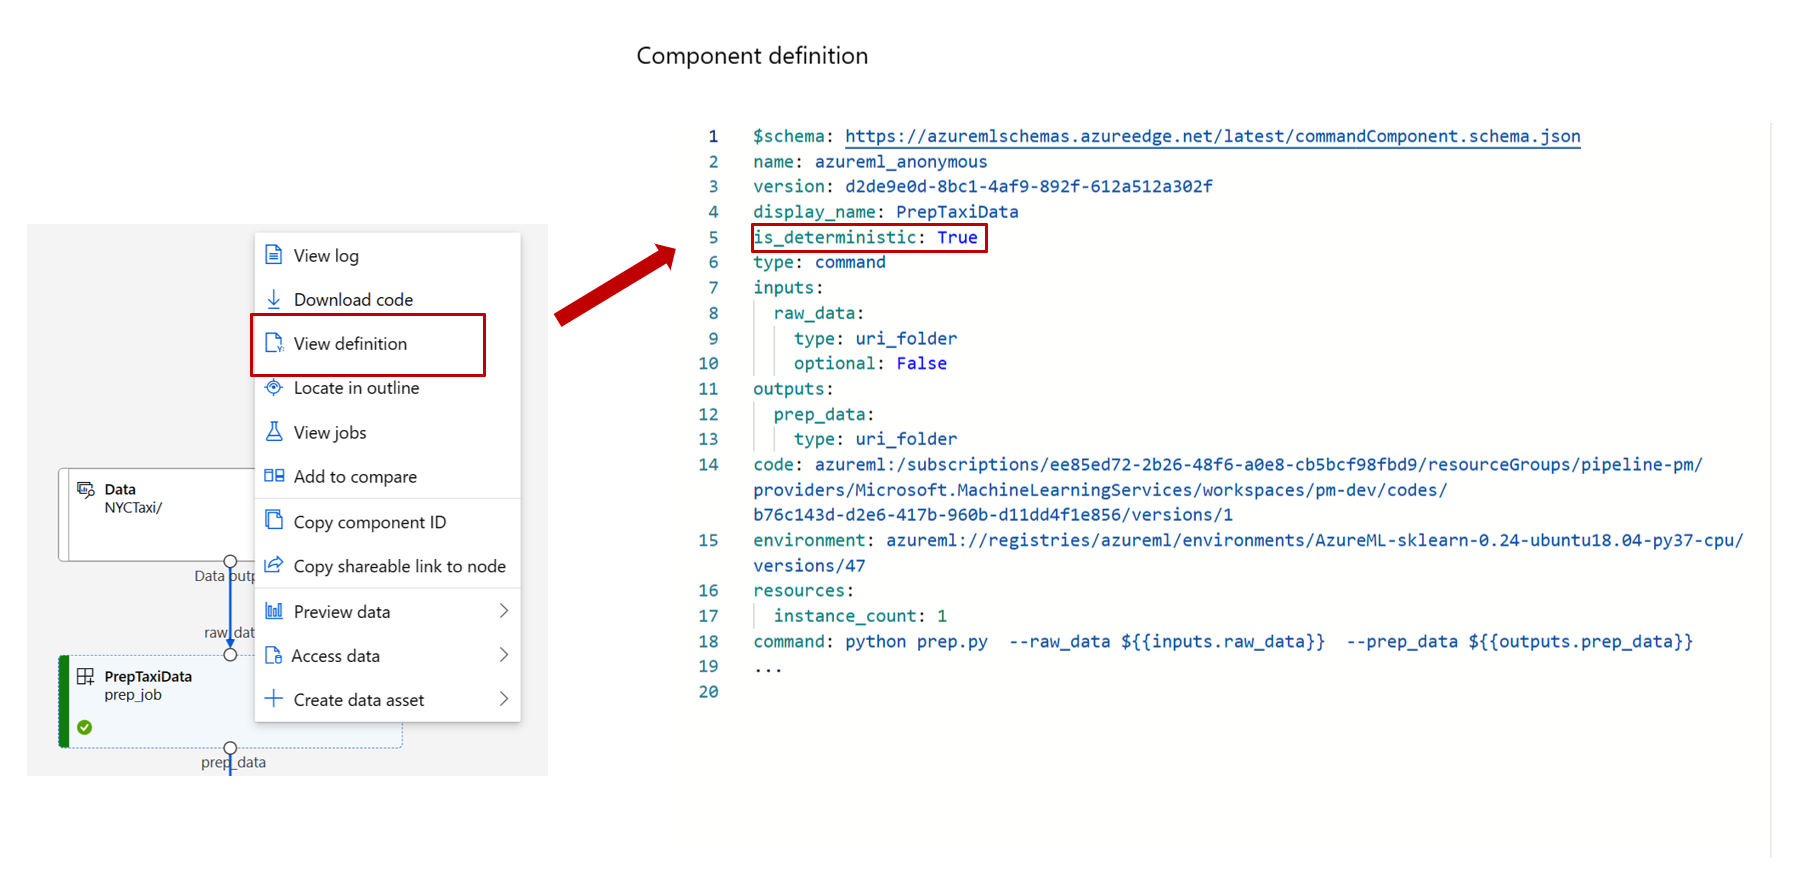 Component definition
View log
Download code
View definition
Locate in outline
View jobs
Add to compare
Copy component ID
Copy shareable link to node
Preview data
Access data
Create data asset
Data
NYCTaxi/
Data outp
raw_dat
PrepTaxiData
prep_job
prep_data
1 $schema: https://azuremlschemas.azureedge.net/latest/commandComponent.schema.json
2 name: azureml_anonymous
3 version: d2de9e0d-8bc1-4af9-892f-612a512a302f
4 display_name: PrepTaxiData
5 is_deterministic: True
6 type: command
7 inputs:
8 raw_data:
9 type: uri_folder
10 optional: False
11 outputs:
12 prep_data:
13 type: uri_folder
14 code: azureml:/subscriptions/ee85ed72-2b26-48f6-a0e8-cb5bcf98fbd9/resourceGroups/pipeline-pm/
providers/Microsoft.MachineLearningServices/workspaces/pm-dev/codes/
b76c143d-d2e6-417b-960b-d11dd4f1e856/versions/1
15 environment: azureml://registries/azureml/environments/AzureML-sklearn-0.24-ubuntu18.04-py37-cpu/
versions/47
16 resources:
17 instance_count: 1
18 command: python prep.py  --raw_data ${{inputs.raw_data}}  --prep_data ${{outputs.prep_data}}
19 ...
20